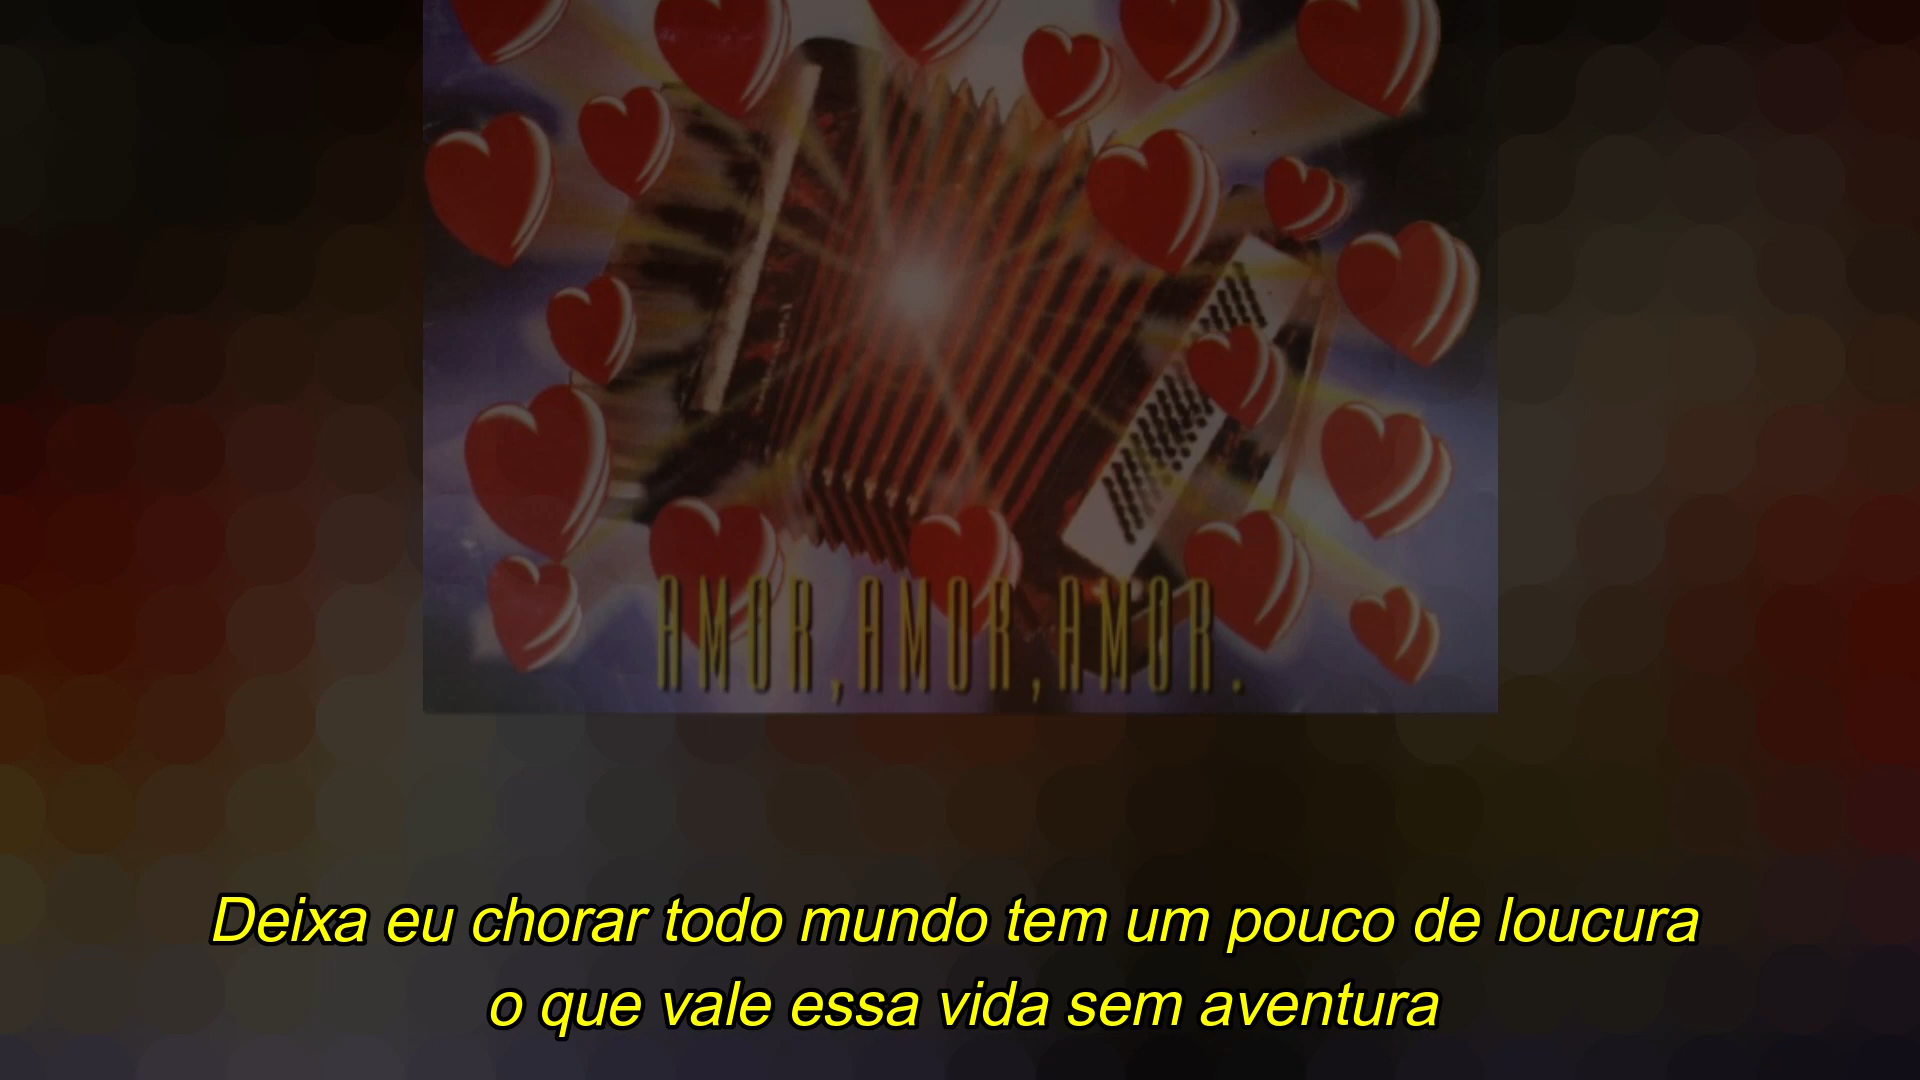 AMOR, AMOR, AMOR.
Deixa eu chorar todo mundo tem um pouco de loucura
o que vale essa vida sem aventura